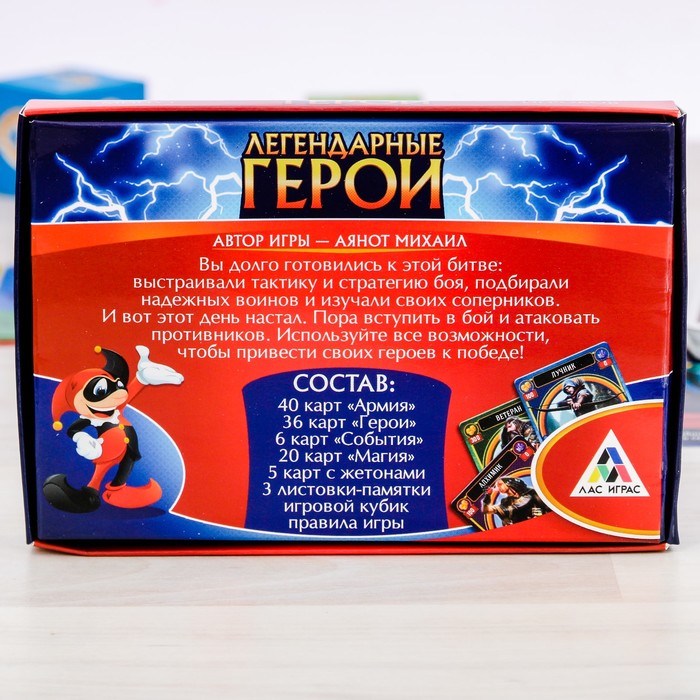 ЛЕГЕНДАРНЫЕ
ГЕРОИ
АВТОР ИГРЫ — АЯНОТ МИХАИЛ
Вы долго готовились к этой битве:
выстраивали тактику и стратегию боя, подбирали
надежных воинов и изучали своих соперников.
И вот этот день настал. Пора вступить в бой и атаковать
противников. Используйте все возможности,
чтобы привести своих героев к победе!
СОСТАВ:
40 карт «Армия»
36 карт «Герои»
6 карт «События»
20 карт «Магия»
5 карт с жетонами
3 листовки-памятки
игровой кубик
правила игры
ЛУЧНИК
ВЕТЕРАН
АЛХИМИК
ЛАС ИГРАС